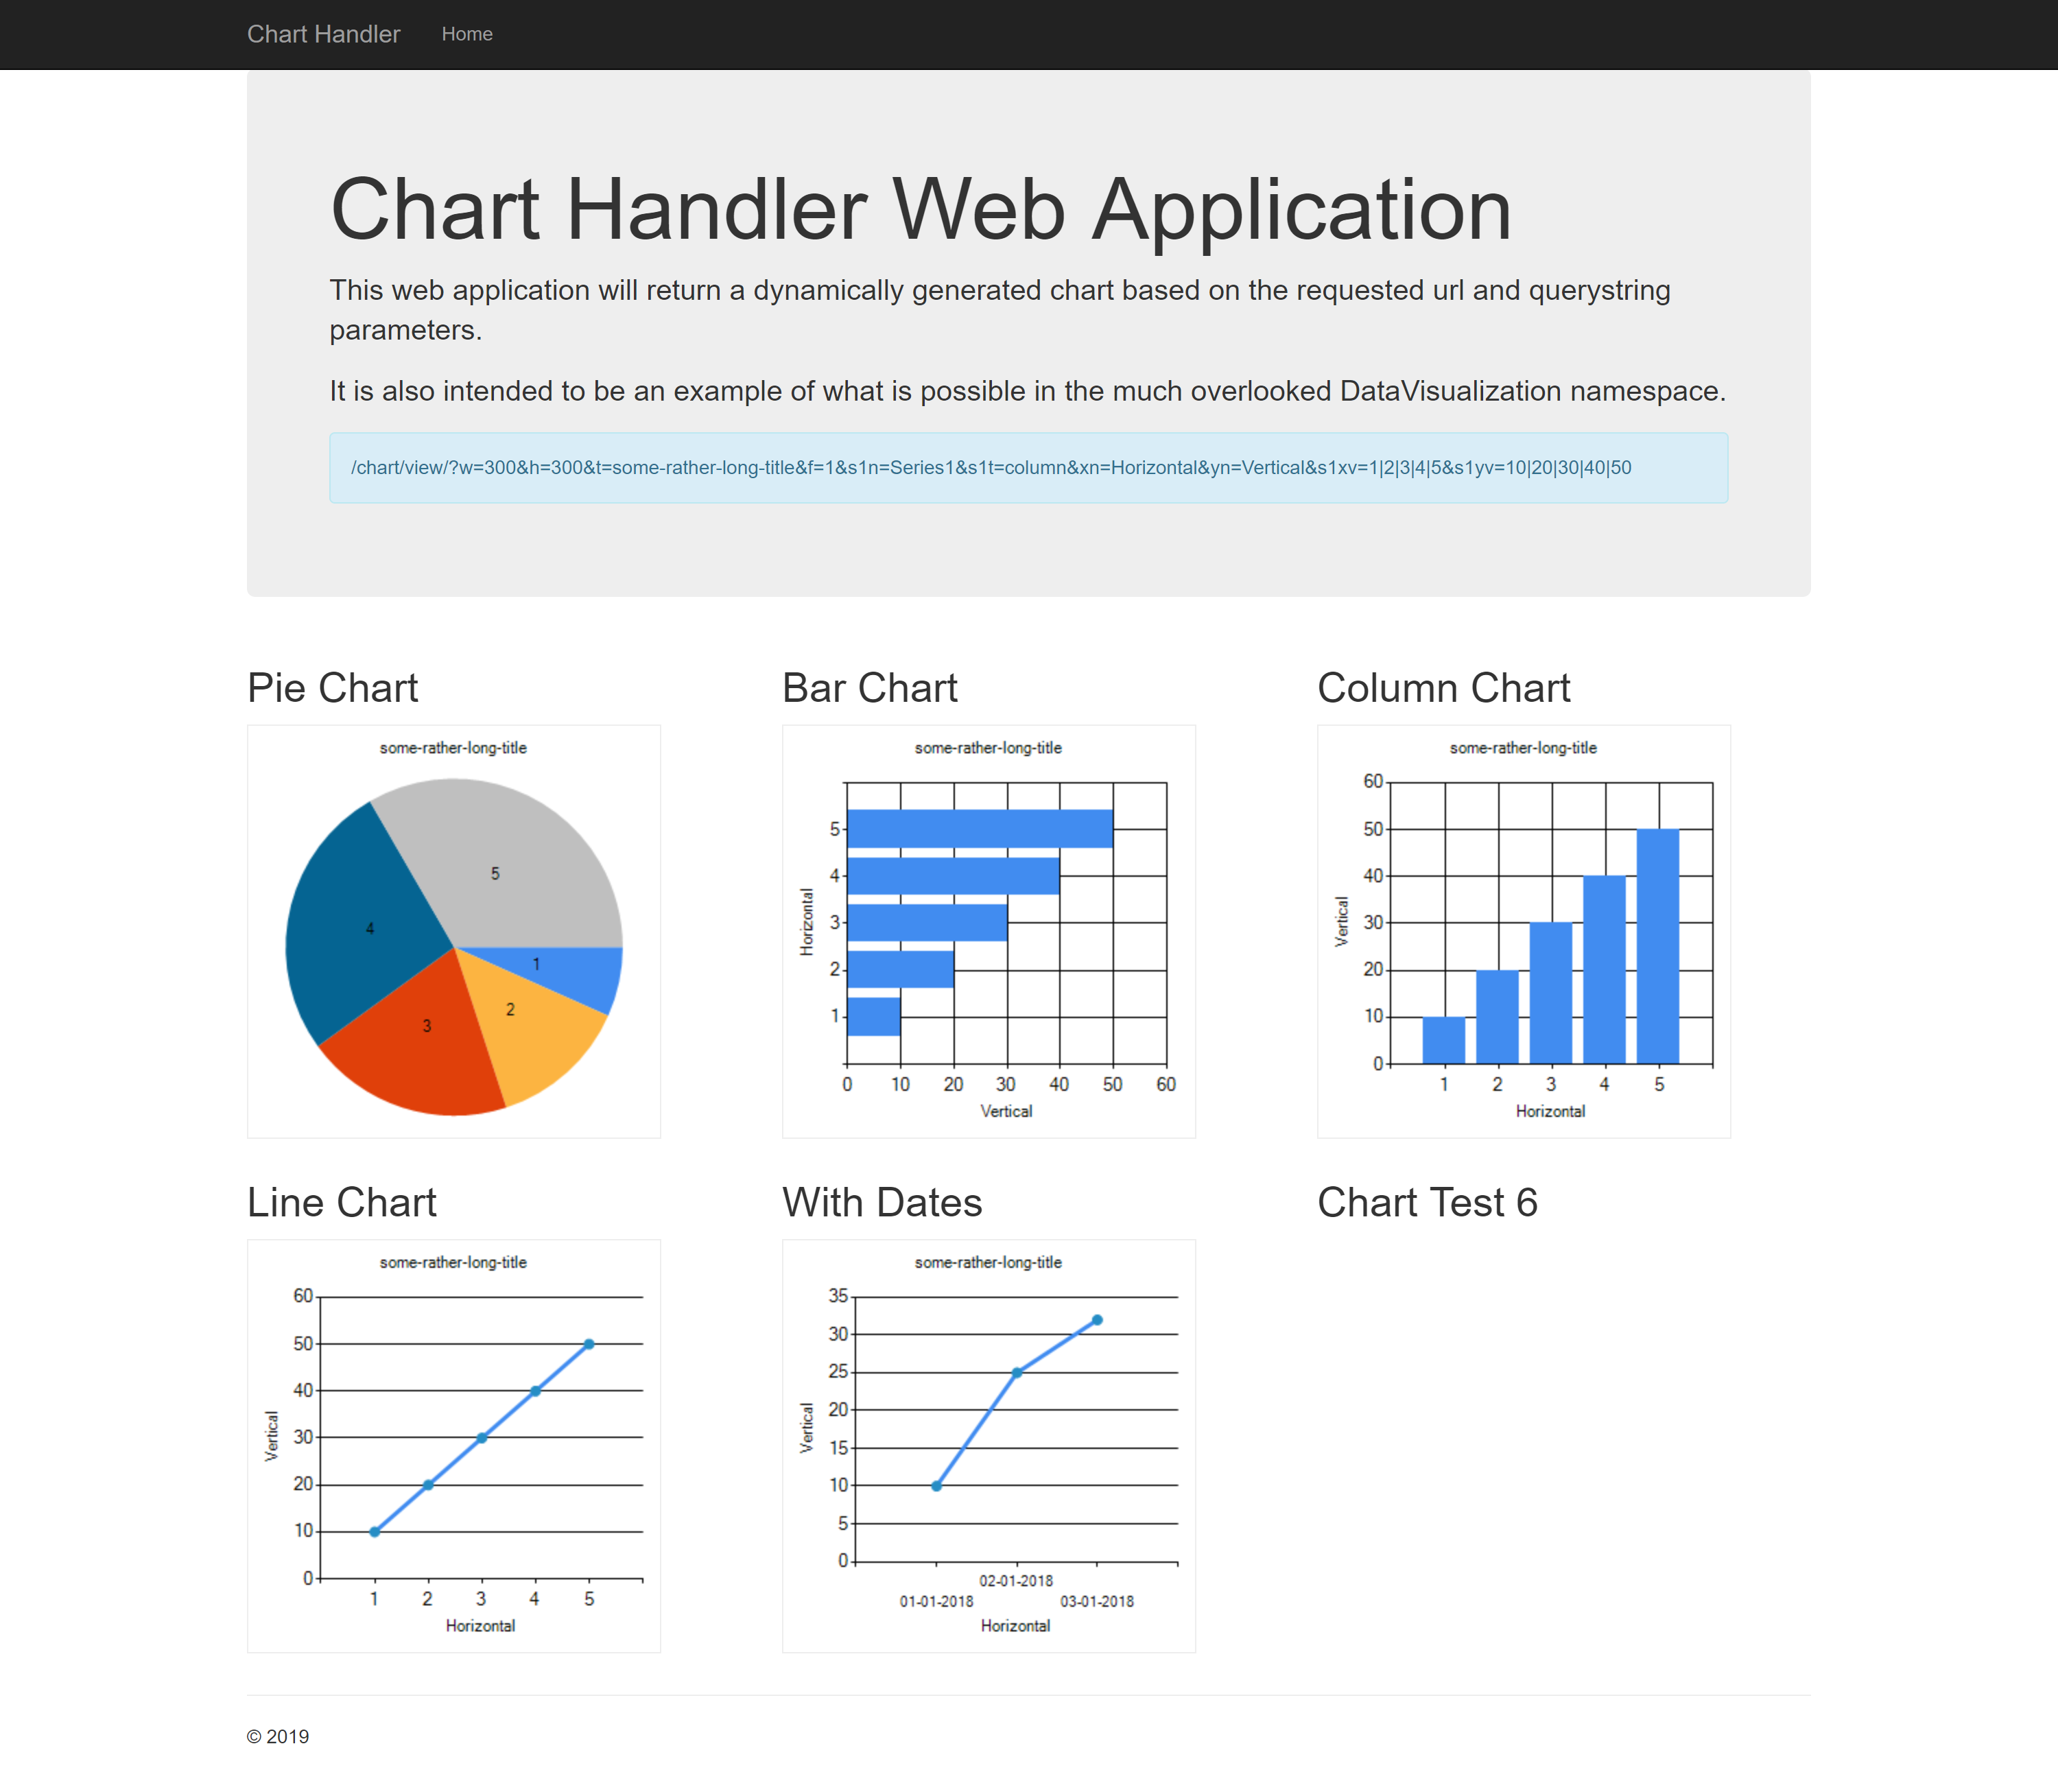 Chart Handler Home
Chart Handler Web Application
This web application will return a dynamically generated chart based on the requested url and querystring
parameters.
It is also intended to be an example of what is possible in the much overlooked DataVisualization namespace.
/chart/view/?w=300&h=300&t=some-rather-long-title&f=1&s1n=Series1&s1t=column&xn=Horizontal&yn=Vertical&s1xv=1|2|3|4|5&s1yv=10|20|30|40|50
Pie Chart
some-rather-long-title
5
4
1
2
3
Bar Chart
some-rather-long-title
Horizontal
5
4
3
2
1
0 10 20 30 40 50 60
Vertical
Column Chart
some-rather-long-title
Vertical
60
50
40
30
20
10
0
1 2 3 4 5
Horizontal
Line Chart
some-rather-long-title
Vertical
60
50
40
30
20
10
0
1 2 3 4 5
Horizontal
With Dates
some-rather-long-title
Vertical
35
30
25
20
15
10
5
0
02-01-2018
01-01-2018 03-01-2018
Horizontal
Chart Test 6
© 2019